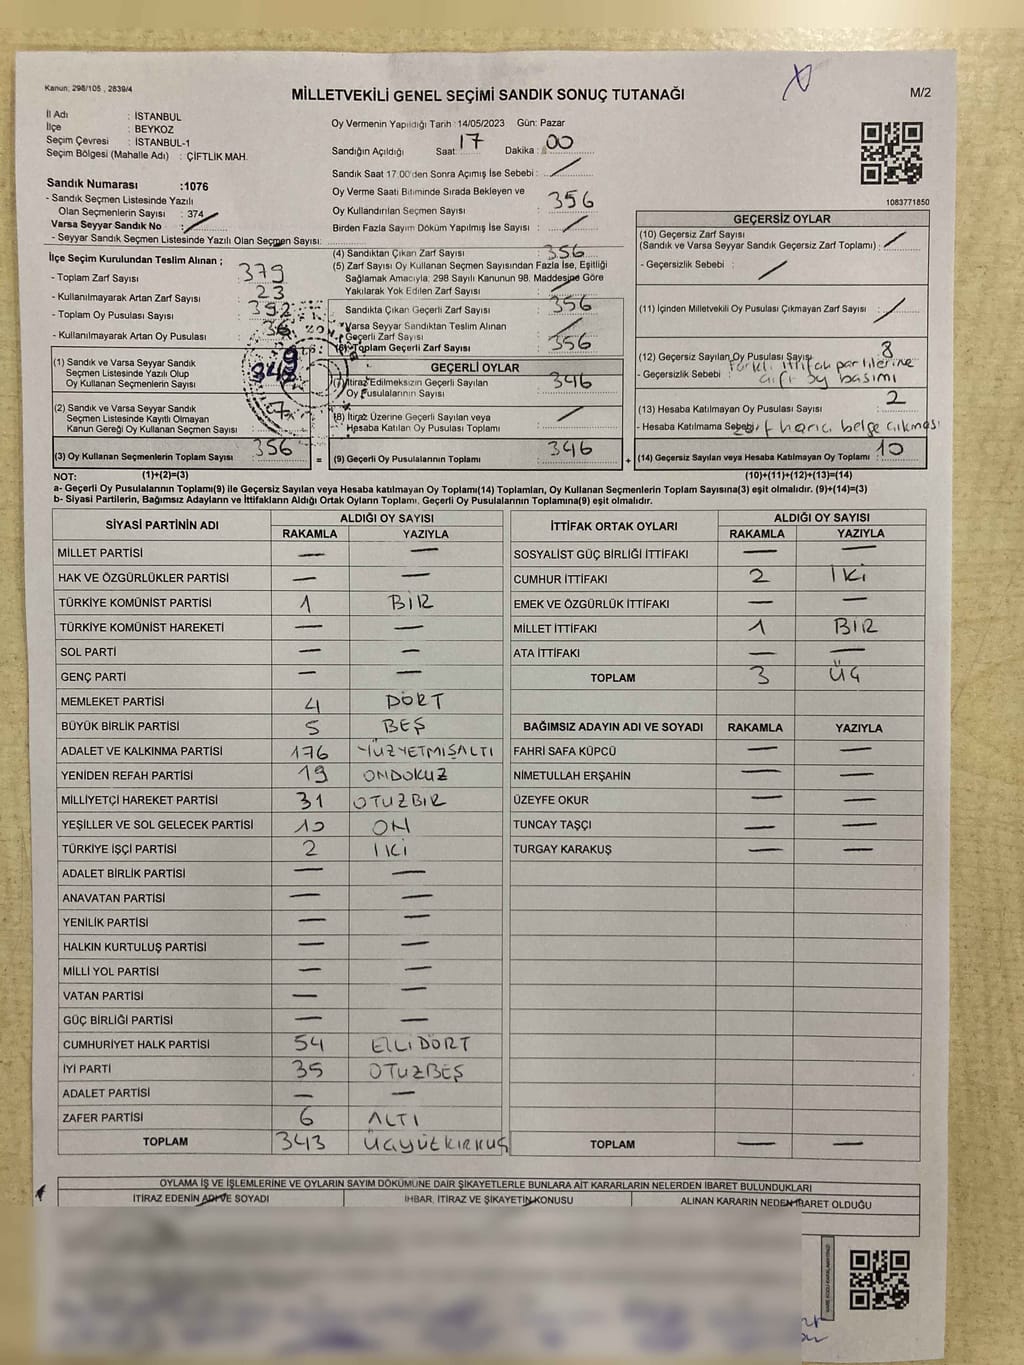 Kanun; 298/105 , 2839/4
MİLLETVEKİLİ GENEL SEÇİMİ SANDIK SONUÇ TUTANAĞI
M/2
İl Adı : İSTANBUL
İlçe : BEYKOZ
Seçim Çevresi : İSTANBUL-1
Seçim Bölgesi (Mahalle Adı) : ÇİFTLİK MAH.
Sandık Numarası :1076
- Sandık Seçmen Listesinde Yazılı
Olan Seçmenlerin Sayısı : 374
Varsa Seyyar Sandık No :
- Seyyar Sandık Seçmen Listesinde Yazılı Olan Seçmen Sayısı:
Oy Vermenin Yapıldığı Tarih :14/05/2023 Gün: Pazar
Sandığın Açıldığı Saat: 17 Dakika : 00
Sandık Saat 17.00'den Sonra Açımış İse Sebebi :
Oy Verme Saati Bitiminde Sırada Bekleyen ve
Oy Kullandırılan Seçmen Sayısı : 356
Birden Fazla Sayım Döküm Yapılmış İse Sayısı :
1083771850
İlçe Seçim Kurulundan Teslim Alınan ;
- Toplam Zarf Sayısı : 379
- Kullanılmayarak Artan Zarf Sayısı : 23
- Toplam Oy Pusulası Sayısı : 392
- Kullanılmayarak Artan Oy Pusulası : 36
(1) Sandık ve Varsa Seyyar Sandık
Seçmen Listesinde Yazılı Olup
Oy Kullanan Seçmenlerin Sayısı : 349
(2) Sandık ve Varsa Seyyar Sandık
Seçmen Listesinde Kayıtlı Olmayan
Kanun Gereği Oy Kullanan Seçmen Sayısı : 7
(3) Oy Kullanan Seçmenlerin Toplam Sayısı : 356
(4) Sandıktan Çıkan Zarf Sayısı : 356
(5) Zarf Sayısı Oy Kullanan Seçmen Sayısından Fazla İse, Eşitliği
Sağlamak Amacıyla; 298 Sayılı Kanunun 98. Maddesine Göre
Yakılarak Yok Edilen Zarf Sayısı :
Sandıkta Çıkan Geçerli Zarf Sayısı : 356
Varsa Seyyar Sandıktan Teslim Alınan
Geçerli Zarf Sayısı :
(6) Toplam Geçerli Zarf Sayısı : 356
GEÇERLİ OYLAR
(7) İtiraz Edilmeksizin Geçerli Sayılan
Oy Pusulalarının Sayısı : 346
(8) İtiraz Üzerine Geçerli Sayılan veya
Hesaba Katılan Oy Pusulaları Toplamı :
= (9) Geçerli Oy Pusulalarının Toplamı : 346 +
GEÇERSİZ OYLAR
(10) Geçersiz Zarf Sayısı
(Sandık ve Varsa Seyyar Sandık Geçersiz Zarf Toplamı) :
- Geçersizlik Sebebi :
(11) İçinden Milletvekili Oy Pusulası Çıkmayan Zarf Sayısı :
(12) Geçersiz Sayılan Oy Pusulası Sayısı : 8
- Geçersizlik Sebebi : Farklı ittifak partilerine
çift oy basımı
(13) Hesaba Katılmayan Oy Pusulası Sayısı : 2
- Hesaba Katılmama Sebebi : zarf harici belge çıkması
(14) Geçersiz Sayılan veya Hesaba Katılmayan Oy Toplamı : 10
NOT: (1)+(2)=(3) (10)+(11)+(12)+(13)=(14)
a- Geçerli Oy Pusulalarının Toplamı(9) ile Geçersiz Sayılan veya Hesaba katılmayan Oy Toplamı(14) Toplamları, Oy Kullanan Seçmenlerin Toplam Sayısına(3) eşit olmalıdır. (9)+(14)=(3)
b- Siyasi Partilerin, Bağımsız Adayların ve İttifakların Aldığı Ortak Oyların Toplamı, Geçerli Oy Pusulalarının Toplamına(9) eşit olmalıdır.
SİYASİ PARTİNİN ADI ALDIĞI OY SAYISI
RAKAMLA YAZIYLA
MİLLET PARTİSİ — —
HAK VE ÖZGÜRLÜKLER PARTİSİ — —
TÜRKİYE KOMÜNİST PARTİSİ 1 BİR
TÜRKİYE KOMÜNİST HAREKETİ — —
SOL PARTİ — —
GENÇ PARTİ — —
MEMLEKET PARTİSİ 4 DÖRT
BÜYÜK BİRLİK PARTİSİ 5 BEŞ
ADALET VE KALKINMA PARTİSİ 176 YÜZYETMİŞALTI
YENİDEN REFAH PARTİSİ 19 ONDOKUZ
MİLLİYETÇİ HAREKET PARTİSİ 31 OTUZBİR
YEŞİLLER VE SOL GELECEK PARTİSİ 10 ON
TÜRKİYE İŞÇİ PARTİSİ 2 İKİ
ADALET BİRLİK PARTİSİ — —
ANAVATAN PARTİSİ — —
YENİLİK PARTİSİ — —
HALKIN KURTULUŞ PARTİSİ — —
MİLLİ YOL PARTİSİ — —
VATAN PARTİSİ — —
GÜÇ BİRLİĞİ PARTİSİ — —
CUMHURİYET HALK PARTİSİ 54 ELLİDÖRT
İYİ PARTİ 35 OTUZBEŞ
ADALET PARTİSİ — —
ZAFER PARTİSİ 6 ALTI
TOPLAM 343
İTTİFAK ORTAK OYLARI ALDIĞI OY SAYISI
RAKAMLA YAZIYLA
SOSYALİST GÜÇ BİRLİĞİ İTTİFAKI — —
CUMHUR İTTİFAKI 2 İKİ
EMEK VE ÖZGÜRLÜK İTTİFAKI — —
MİLLET İTTİFAKI 1 BİR
ATA İTTİFAKI — —
TOPLAM 3 ÜÇ
BAĞIMSIZ ADAYIN ADI VE SOYADI RAKAMLA YAZIYLA
FAHRİ SAFA KÜPCÜ — —
NİMETULLAH ERŞAHİN — —
ÜZEYFE OKUR — —
TUNCAY TAŞÇI — —
TURGAY KARAKUŞ — —
TOPLAM — —
OYLAMA İŞ VE İŞLEMLERİNE VE OYLARIN SAYIM DÖKÜMÜNE DAİR ŞİKAYETLERLE BUNLARA AİT KARARLARIN NELERDEN İBARET BULUNDUKLARI
İTİRAZ EDENİN ADI VE SOYADI İHBAR, İTİRAZ VE ŞİKAYETİN KONUSU ALINAN KARARIN NEDEN İBARET OLDUĞU